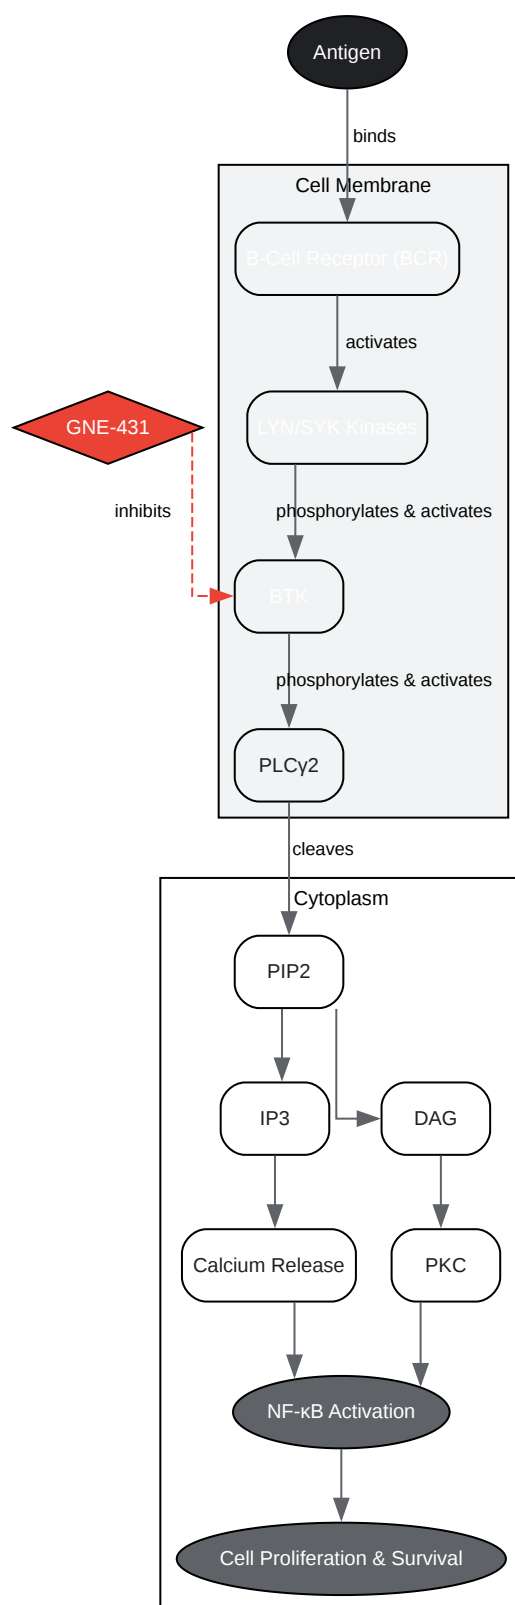 Antigen
binds
Cell Membrane
B-Cell Receptor (BCR)
activates
LYN/SYK Kinases
GNE-431
inhibits
phosphorylates & activates
BTK
phosphorylates & activates
PLCγ2
cleaves
Cytoplasm
PIP2
IP3
DAG
Calcium Release
PKC
NF-κB Activation
Cell Proliferation & Survival